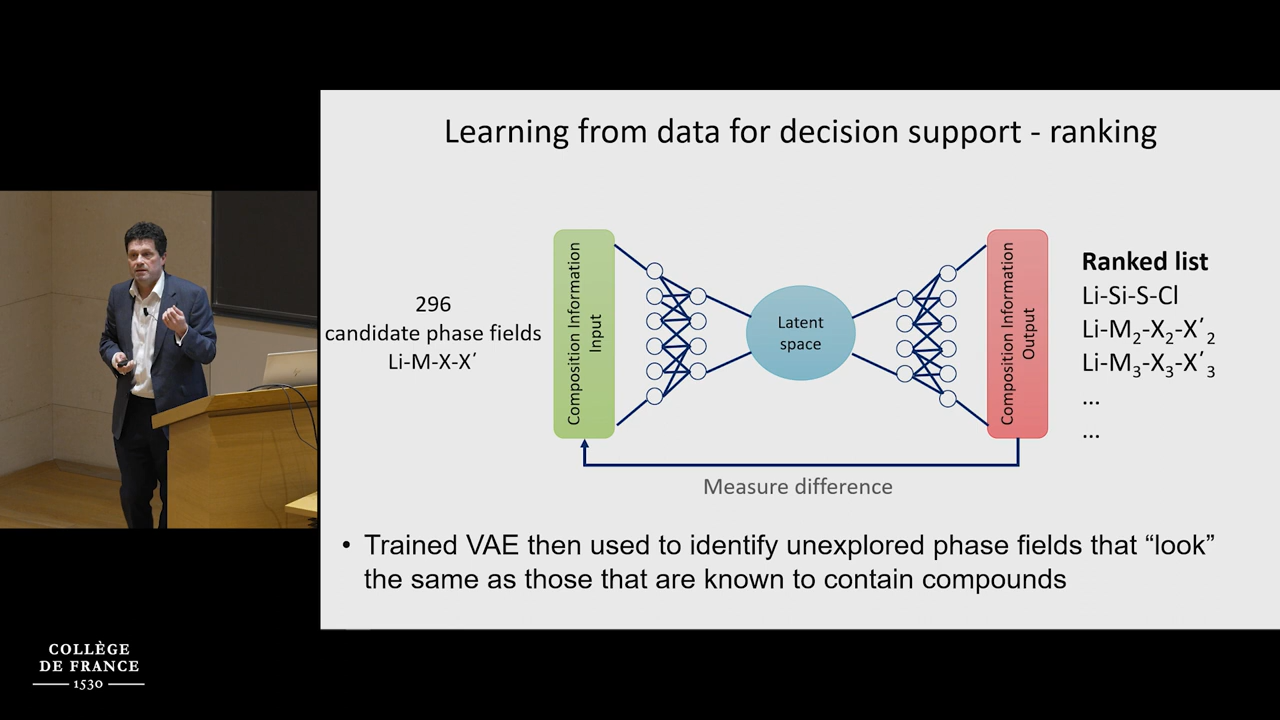 Learning from data for decision support - ranking
296
candidate phase fields
Li-M-X-X′
Composition Information
Input
Latent
space
Composition Information
Output
Ranked list
Li-Si-S-Cl
Li-M₂-X₂-X′₂
Li-M₃-X₃-X′₃
...
...
Measure difference
• Trained VAE then used to identify unexplored phase fields that “look”
the same as those that are known to contain compounds
COLLÈGE
DE FRANCE
1530